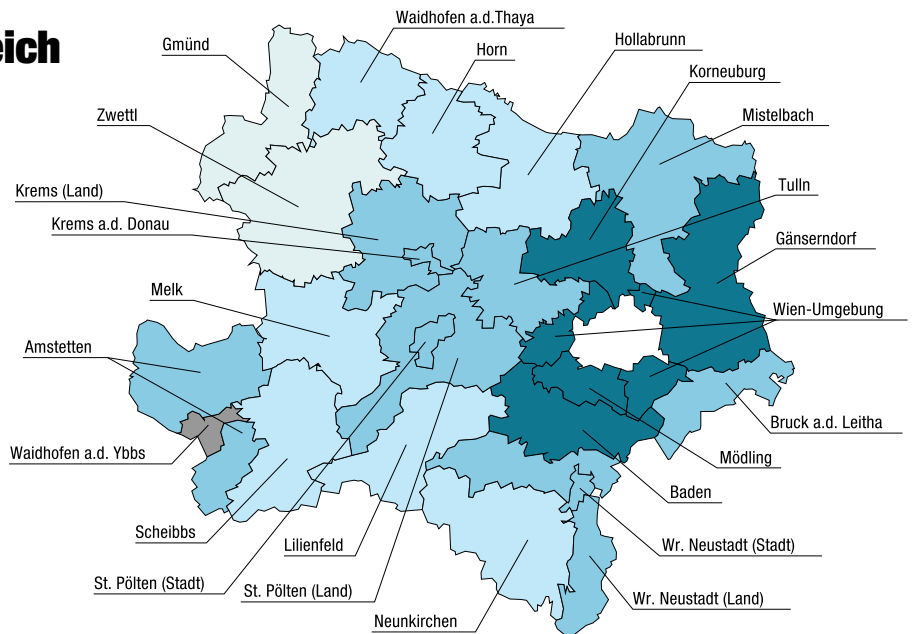 eich
Waidhofen a.d.Thaya
Gmünd
Horn
Hollabrunn
Korneuburg
Zwettl
Mistelbach
Krems (Land)
Tulln
Krems a.d. Donau
Gänserndorf
Melk
Wien-Umgebung
Amstetten
Bruck a.d. Leitha
Waidhofen a.d. Ybbs
Mödling
Baden
Scheibbs
Lilienfeld
Wr. Neustadt (Stadt)
St. Pölten (Stadt)
St. Pölten (Land)
Wr. Neustadt (Land)
Neunkirchen